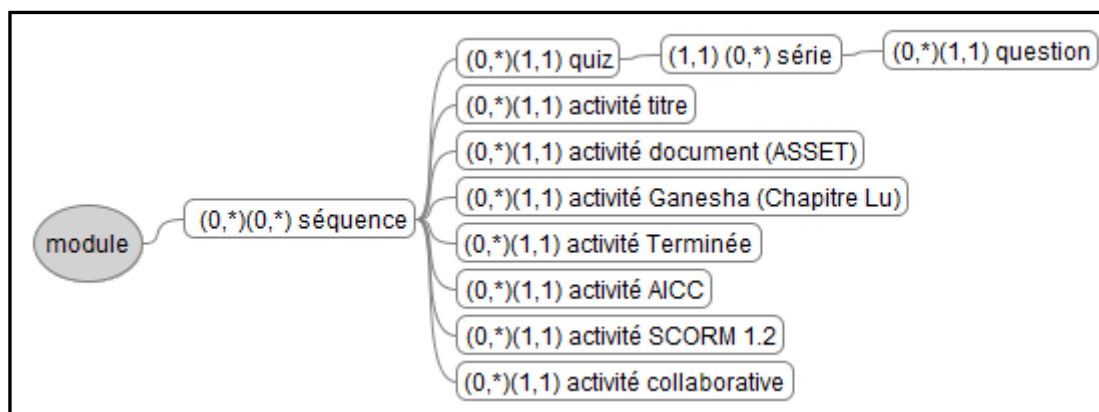 (0,*)(1,1) quiz
(1,1) (0,*) série
(0,*)(1,1) question
(0,*)(1,1) activité titre
(0,*)(1,1) activité document (ASSET)
(0,*)(1,1) activité Ganesha (Chapitre Lu)
module
(0,*)(0,*) séquence
(0,*)(1,1) activité Terminée
(0,*)(1,1) activité AICC
(0,*)(1,1) activité SCORM 1.2
(0,*)(1,1) activité collaborative